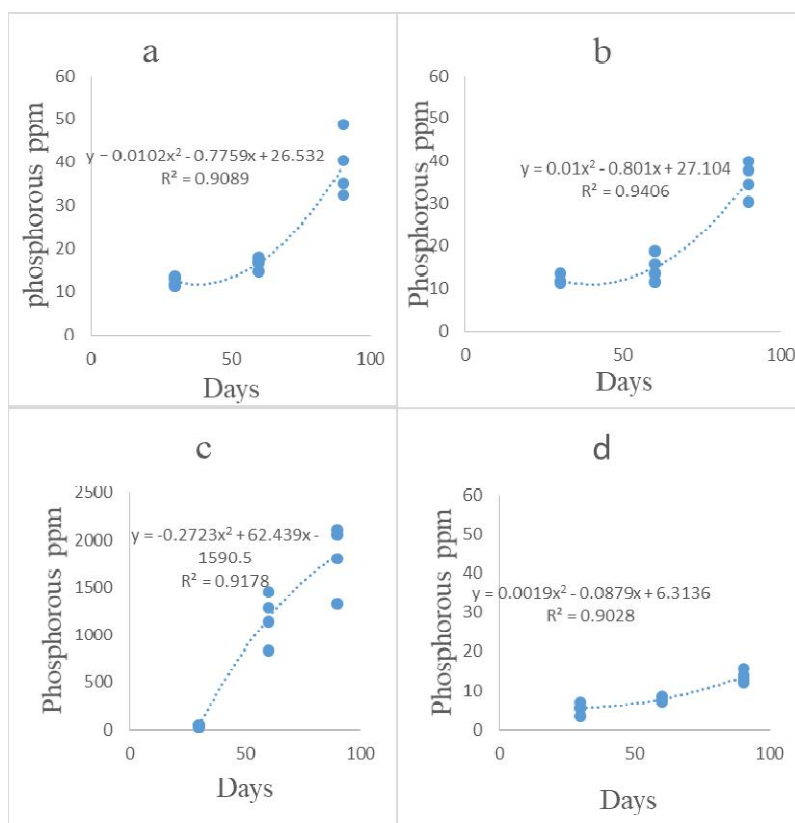 a
60
50
40
30
20
10
0
y = 0.0102x² - 0.7759x + 26.532
R² = 0.9089
phosphorous ppm
0 50 100
Days
b
60
50
40
30
20
10
0
y = 0.01x² - 0.801x + 27.104
R² = 0.9406
Phosphorous ppm
0 50 100
Days
c
2500
2000
1500
1000
500
0
y = -0.2723x² + 62.439x -
1590.5
R² = 0.9178
Phosphorous ppm
0 50 100
Days
d
60
50
40
30
20
10
0
y = 0.0019x² - 0.0879x + 6.3136
R² = 0.9028
Phosphorous ppm
0 50 100
Days